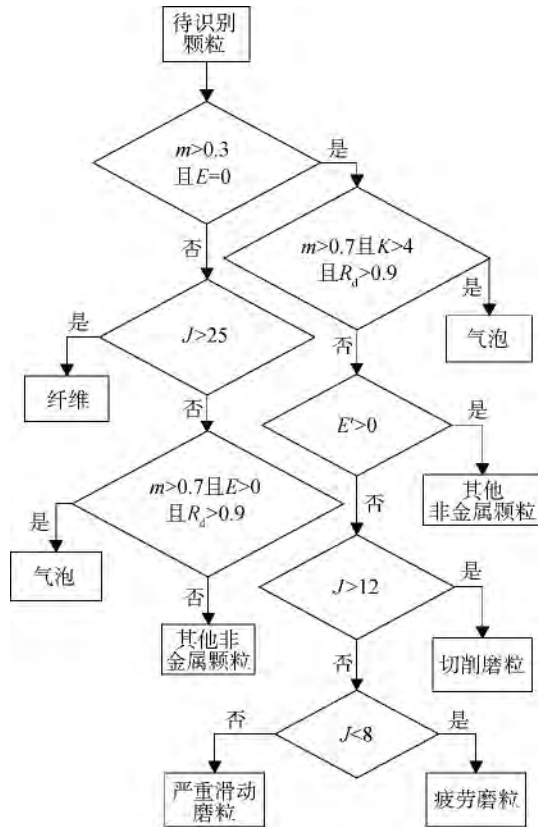 待识别
颗粒
m>0.3
且E=0
是
否
m>0.7且K>4
且R_d>0.9
是
气泡
是
J>25
纤维
否
否
E'>0
是
其他
非金属颗粒
m>0.7且E>0
且R_d>0.9
是
气泡
否
其他非
金属颗粒
否
J>12
是
切削磨粒
否
J<8
否
是
严重滑动
磨粒
疲劳磨粒